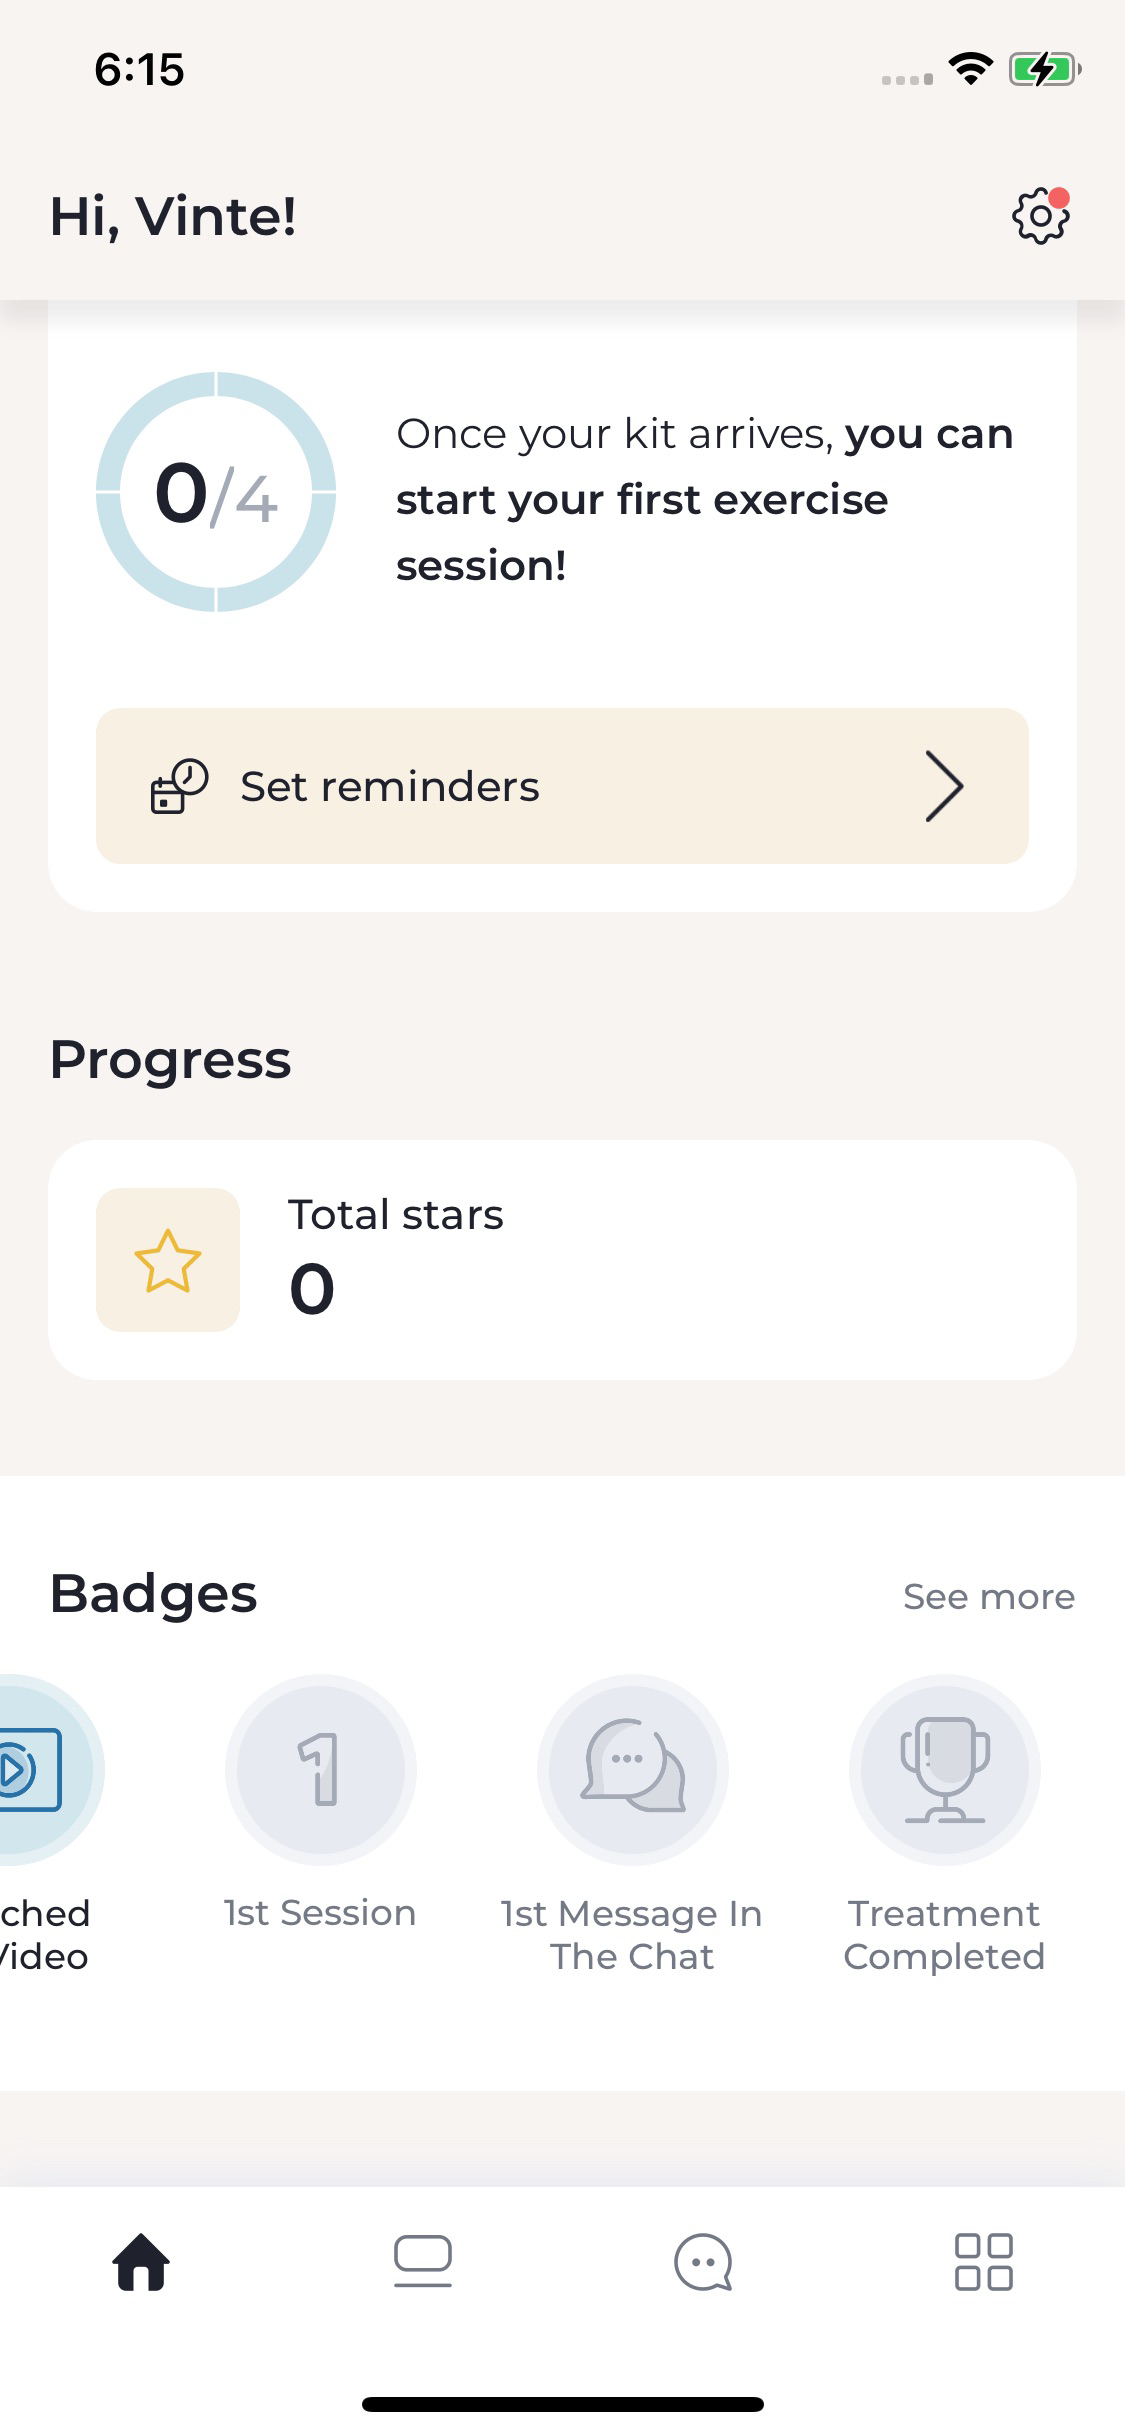 6:15
Hi, Vinte!
0/4
Once your kit arrives, you can
start your first exercise
session!
Set reminders
Progress
Total stars
0
Badges
See more
ched
Video
1
1st Session
1st Message In
The Chat
Treatment
Completed